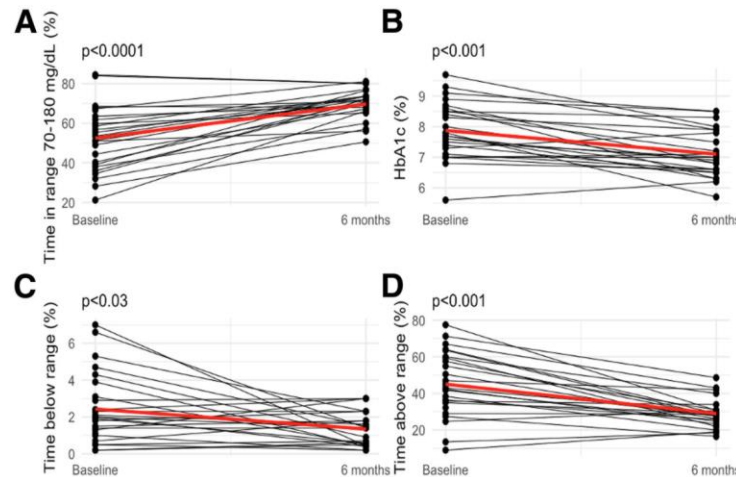 A
p<0.0001
Time in range 70-180 mg/dL (%)
80
60
40
20
Baseline
6 months
B
p<0.001
HbA1c (%)
9
8
7
6
Baseline
6 months
C
p<0.03
Time below range (%)
6
4
2
0
Baseline
6 months
D
p<0.001
Time above range (%)
80
60
40
20
Baseline
6 months